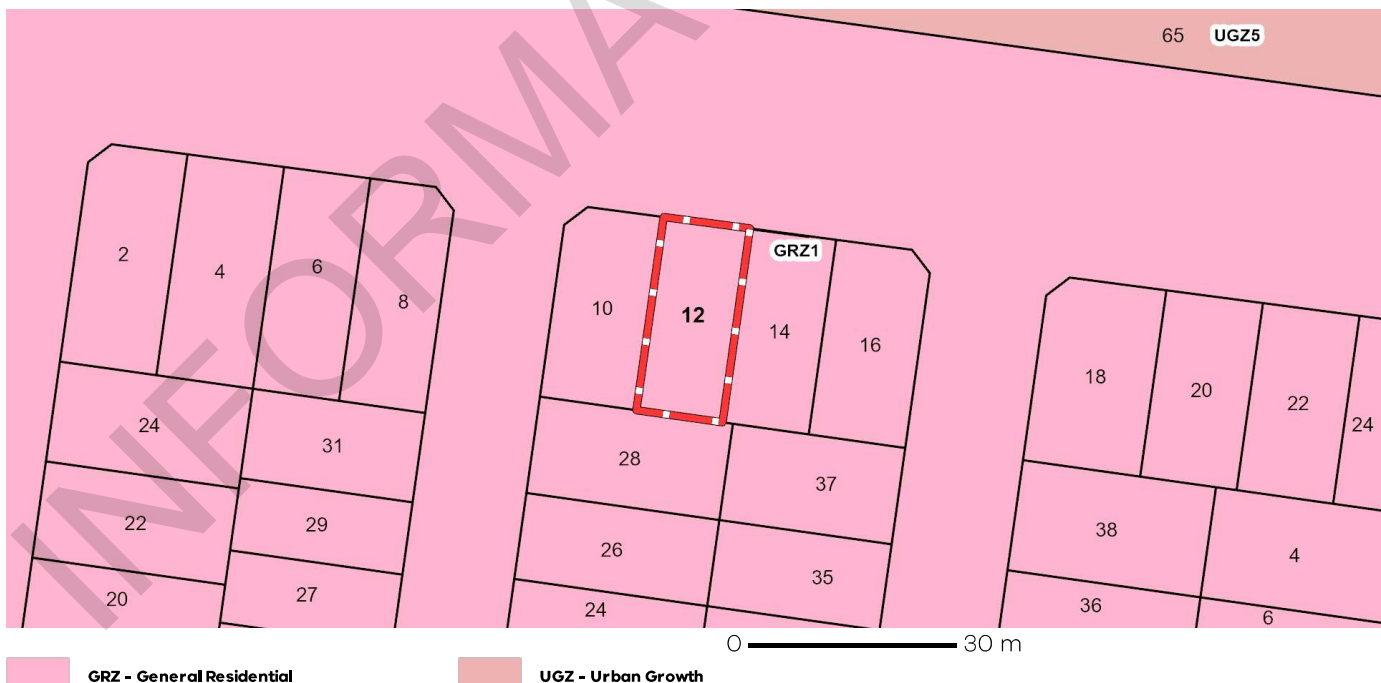 65 UGZ5
2 4 6 8
10 12 14 16
GRZ1
18 20 22 24
24 31
28 37
22 29
26 35
38 4
20 27
24
36 6
0 30 m
GRZ - General Residential
UGZ - Urban Growth
INFORMA